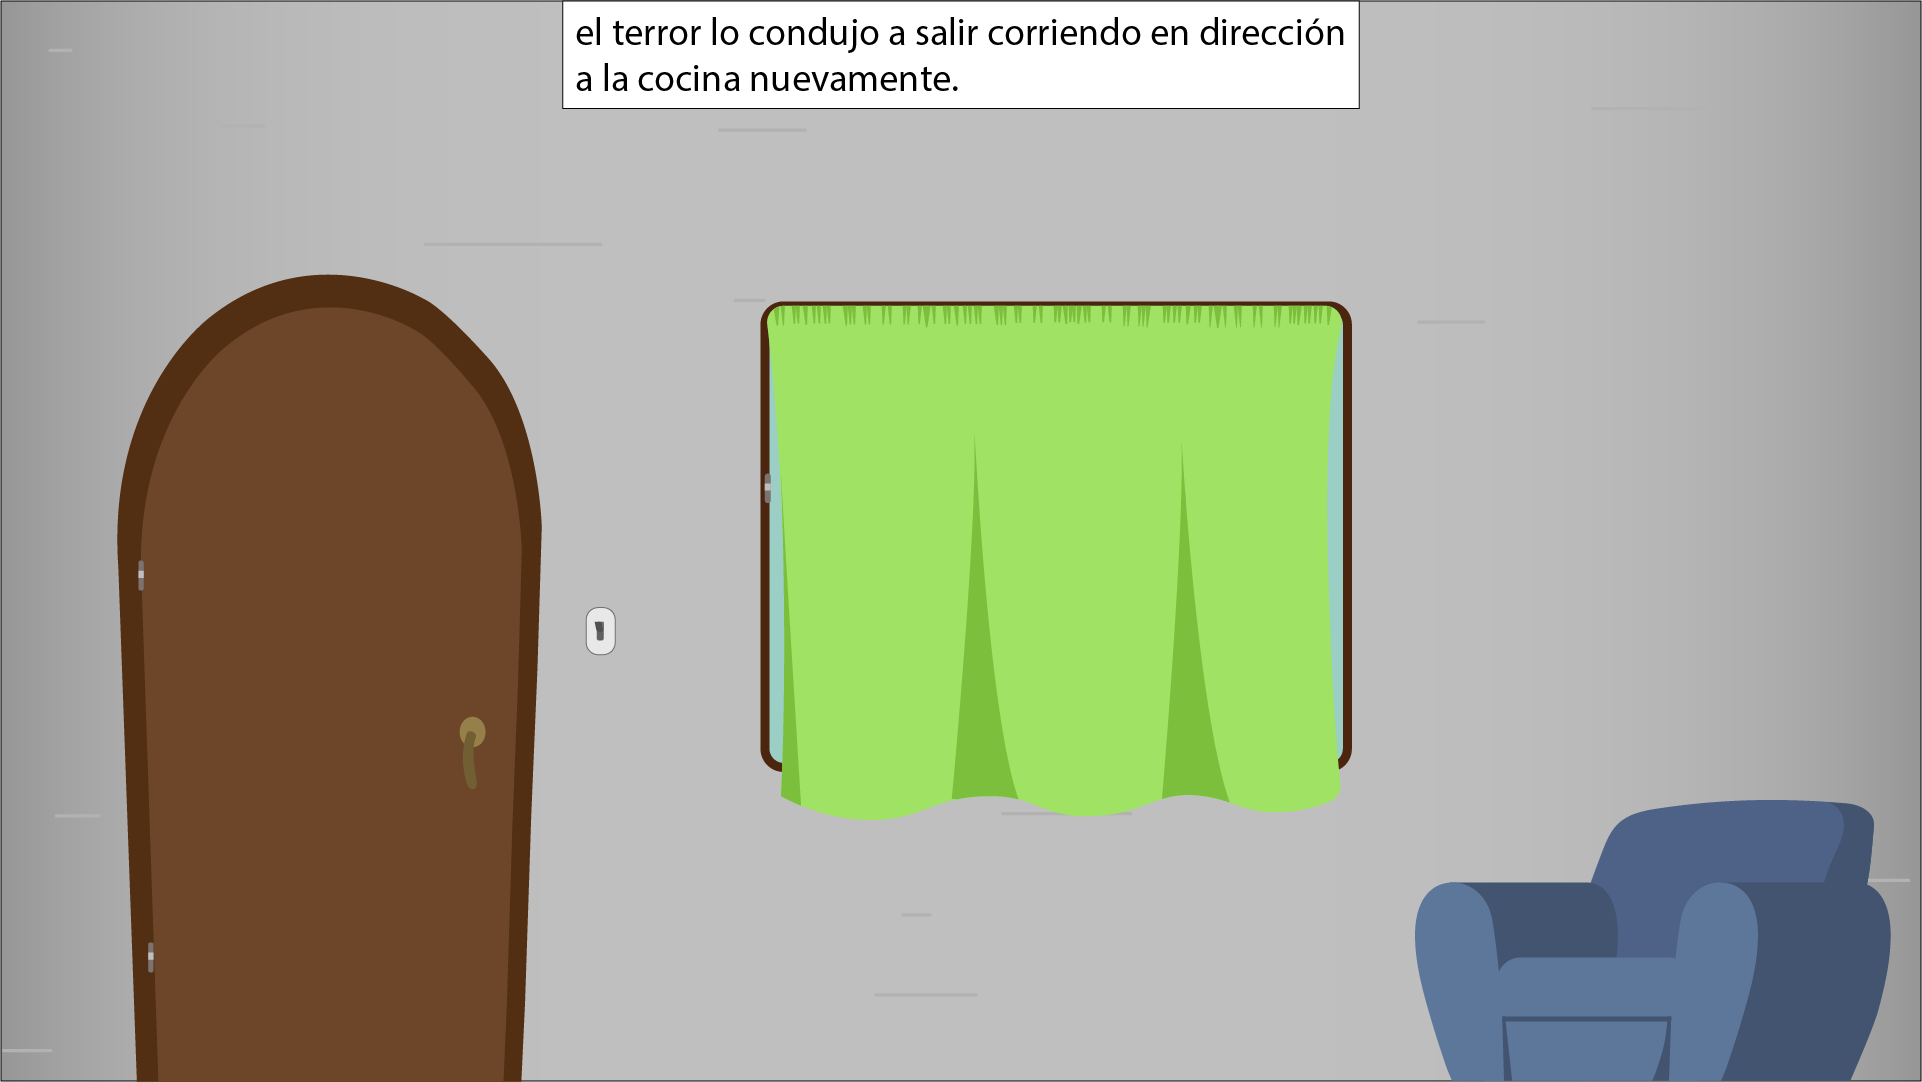 el terror lo condujo a salir corriendo en dirección
a la cocina nuevamente.